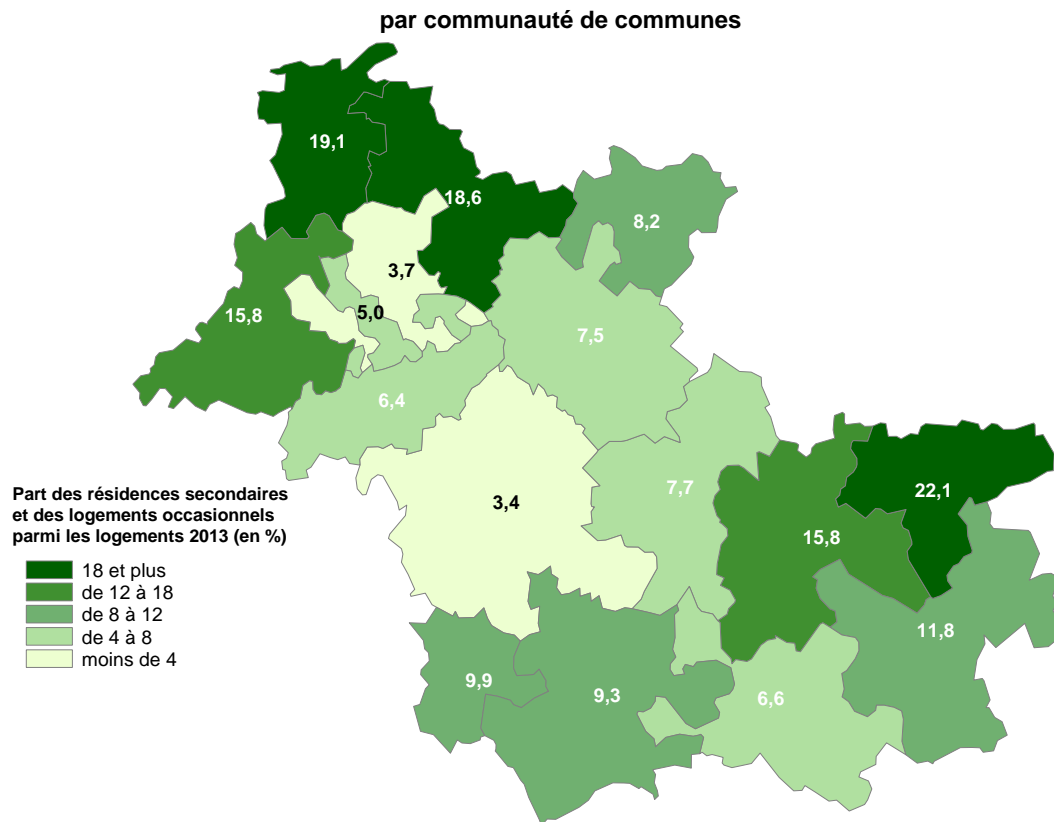 par communauté de communes
19,1
18,6
8,2
3,7
5,0
15,8
7,5
6,4
7,7
3,4
22,1
15,8
11,8
9,9
9,3
6,6
Part des résidences secondaires
et des logements occasionnels
parmi les logements 2013 (en %)
18 et plus
de 12 à 18
de 8 à 12
de 4 à 8
moins de 4